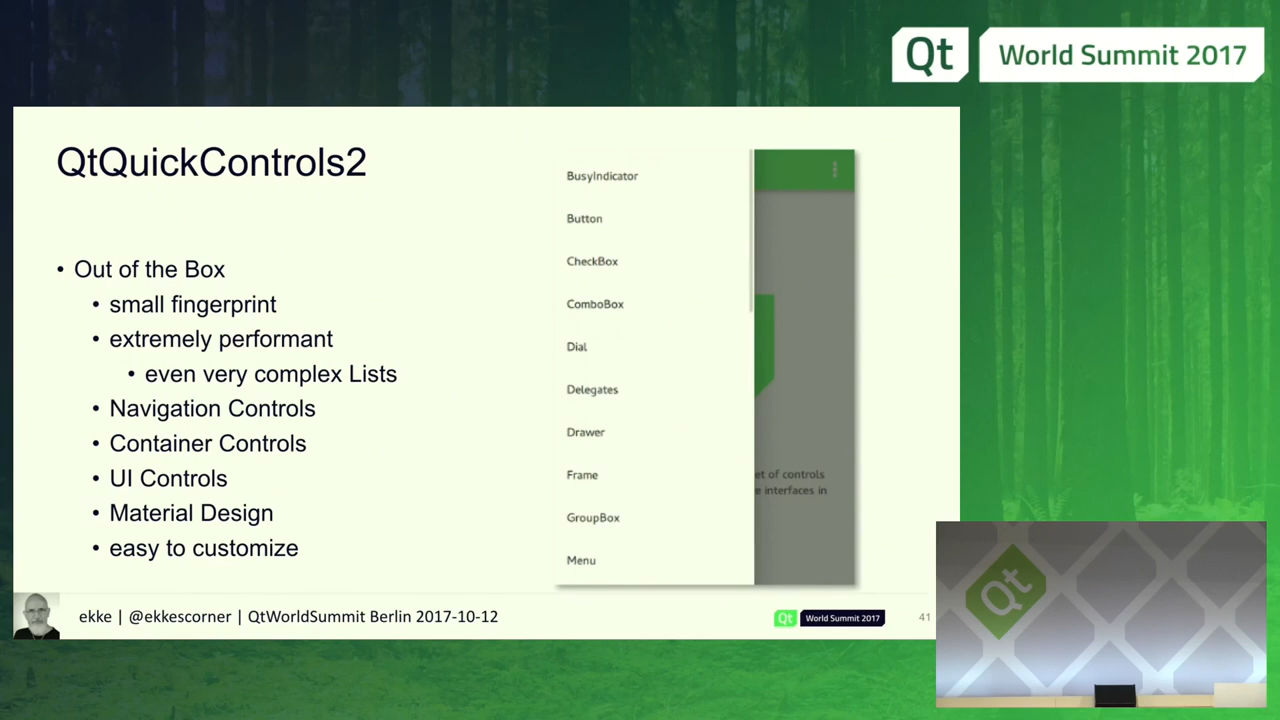 Qt World Summit 2017
QtQuickControls2
• Out of the Box
• small fingerprint
• extremely performant
• even very complex Lists
• Navigation Controls
• Container Controls
• UI Controls
• Material Design
• easy to customize
BusyIndicator
Button
CheckBox
ComboBox
Dial
Delegates
Drawer
Frame
GroupBox
Menu
et of controls
e interfaces in
ekke | @ekkescorner | QtWorldSummit Berlin 2017-10-12
Qt World Summit 2017
41
Qt